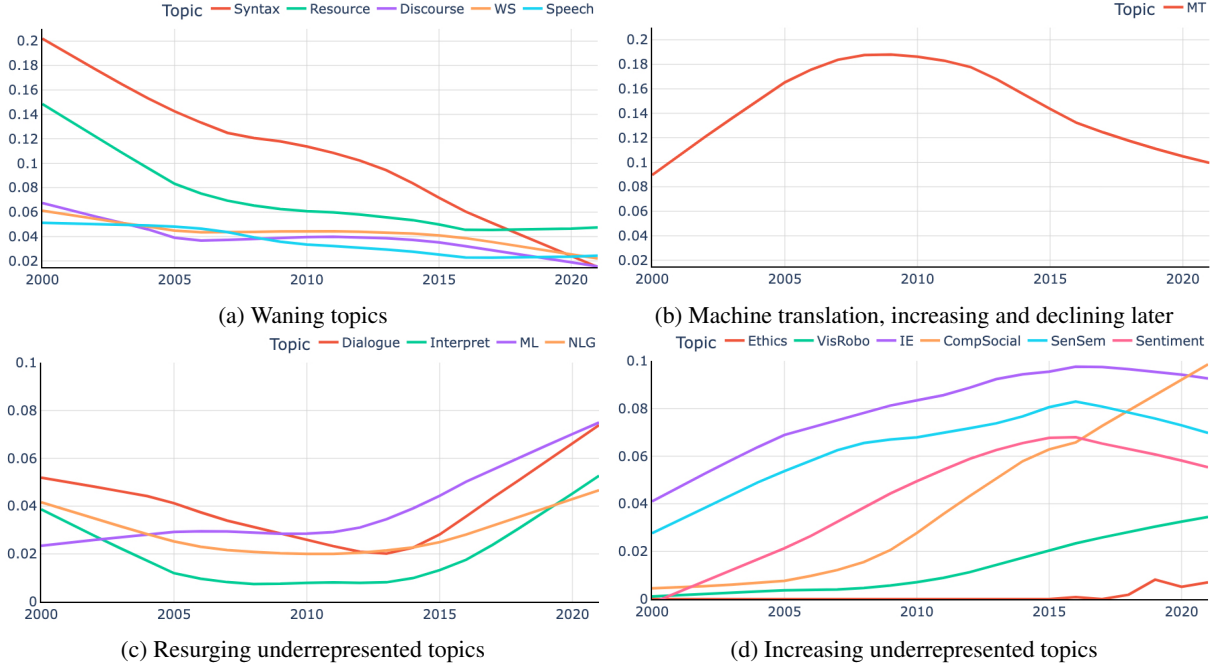 Topic Syntax Resource Discourse WS Speech
0.2
0.18
0.16
0.14
0.12
0.1
0.08
0.06
0.04
0.02
2000 2005 2010 2015 2020
(a) Waning topics
Topic MT
0.2
0.18
0.16
0.14
0.12
0.1
0.08
0.06
0.04
0.02
2000 2005 2010 2015 2020
(b) Machine translation, increasing and declining later
Topic Dialogue Interpret ML NLG
0.1
0.08
0.06
0.04
0.02
0
2000 2005 2010 2015 2020
(c) Resurging underrepresented topics
Topic Ethics VisRobo IE CompSocial SenSem Sentiment
0.1
0.08
0.06
0.04
0.02
0
2000 2005 2010 2015 2020
(d) Increasing underrepresented topics